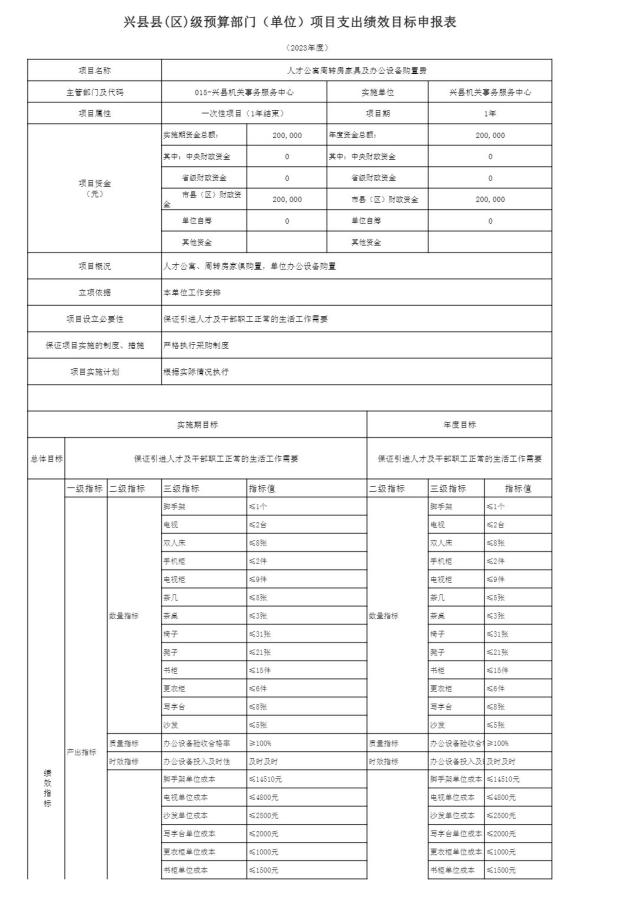 兴县县(区)级预算部门（单位）项目支出绩效目标申报表
（2023年度）
项目名称 人才公寓周转房家具及办公设备购置费
主管部门及代码 015-兴县机关事务服务中心 实施单位 兴县机关事务服务中心
项目属性 一次性项目（1年结束） 项目期 1年
项目资金
（元）
实施期资金总额： 200,000 年度资金总额： 200,000
其中：中央财政资金 0 其中：中央财政资金 0
省级财政资金 0 省级财政资金 0
市县（区）财政资金 200,000 市县（区）财政资金 200,000
单位自筹 0 单位自筹 0
其他资金 其他资金
项目概况 人才公寓、周转房家俱购置，单位办公设备购置
立项依据 本单位工作安排
项目设立必要性 保证引进人才及干部职工正常的生活工作需要
保证项目实施的制度、措施 严格执行采购制度
项目实施计划 根据实际情况执行
实施期目标 年度目标
总体目标 保证引进人才及干部职工正常的生活工作需要 保证引进人才及干部职工正常的生活工作需要
绩效指标
一级指标 二级指标 三级指标 指标值 二级指标 三级指标 指标值
产出指标
数量指标 数量指标
脚手架 ≤1个 脚手架 ≤1个
电视 ≤2台 电视 ≤2台
双人床 ≤8张 双人床 ≤8张
手机柜 ≤2件 手机柜 ≤2件
电视柜 ≤9件 电视柜 ≤9件
茶几 ≤8张 茶几 ≤8张
茶桌 ≤3张 茶桌 ≤3张
椅子 ≤31张 椅子 ≤31张
凳子 ≤21张 凳子 ≤21张
书柜 ≤15件 书柜 ≤15件
更衣柜 ≤6件 更衣柜 ≤6件
写字台 ≤8张 写字台 ≤8张
沙发 ≤5张 沙发 ≤5张
质量指标 办公设备验收合格率 ≥100% 质量指标 办公设备验收合 ≥100%
时效指标 办公设备投入及时性 及时及时 时效指标 办公设备投入及 及时及时
脚手架单位成本 ≤14510元 脚手架单位成本 ≤14510元
电视单位成本 ≤4800元 电视单位成本 ≤4800元
沙发单位成本 ≤2800元 沙发单位成本 ≤2800元
写字台单位成本 ≤2000元 写字台单位成本 ≤2000元
更衣柜单位成本 ≤1000元 更衣柜单位成本 ≤1000元
书柜单位成本 ≤1500元 书柜单位成本 ≤1500元